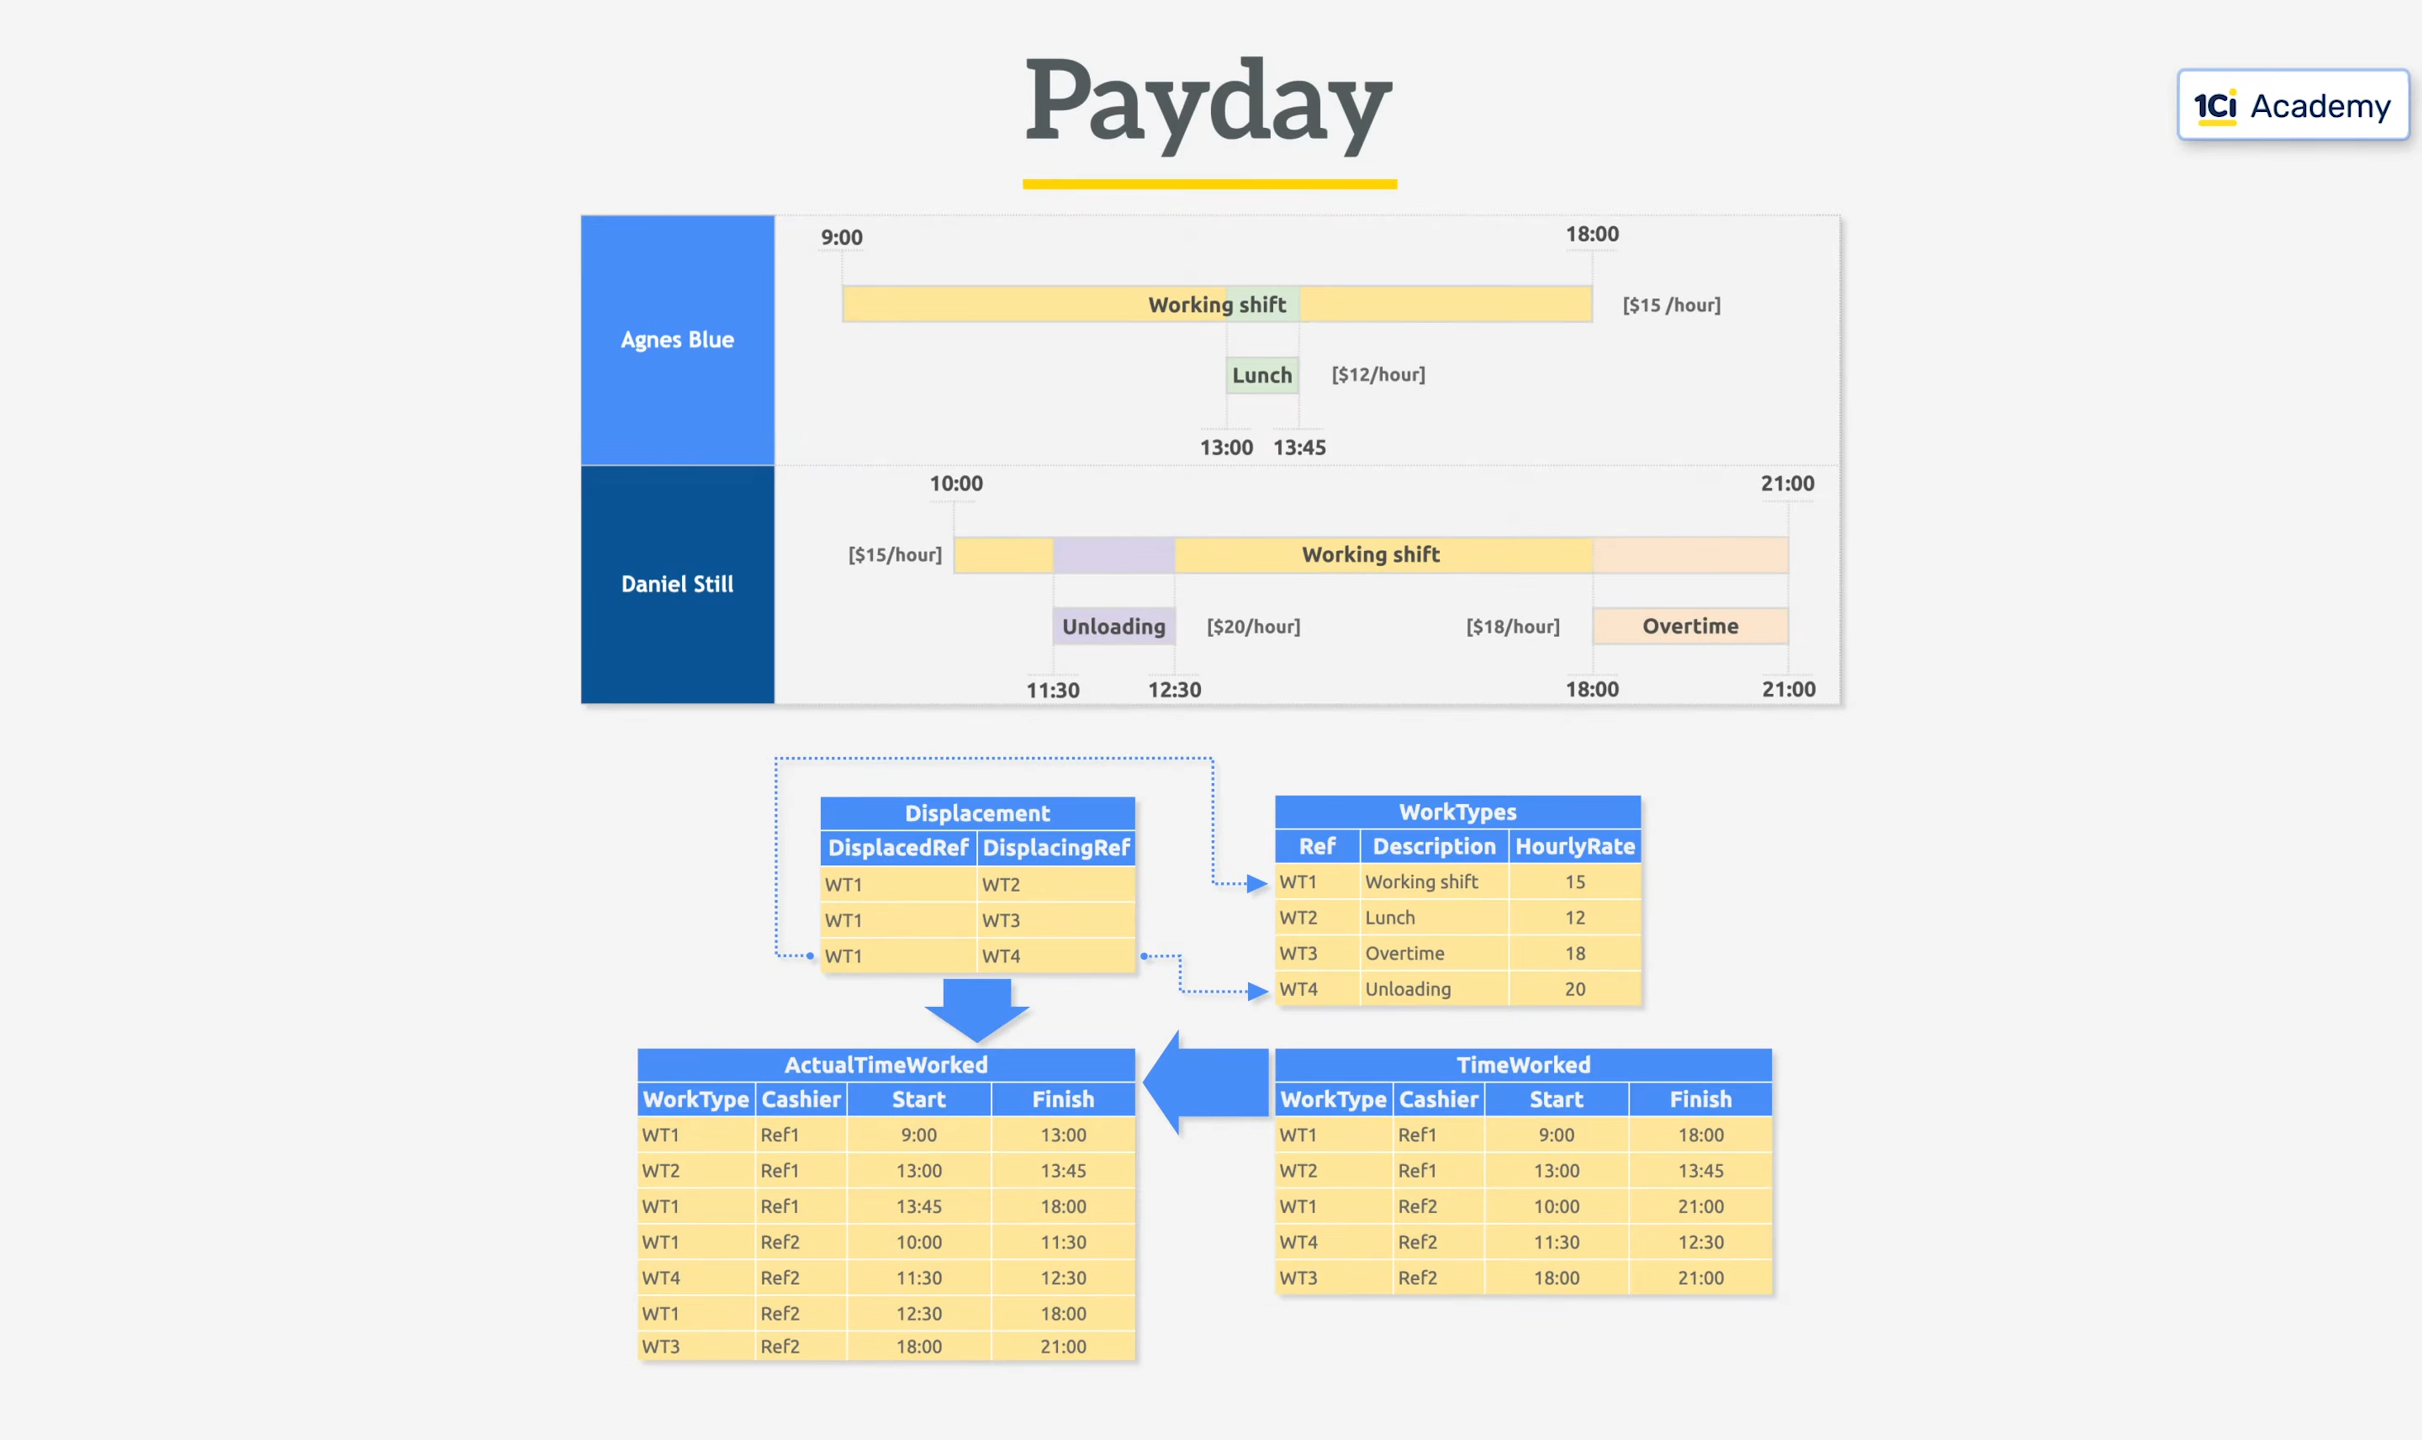 Payday
1Ci Academy
9:00 18:00
Working shift [$15 /hour]
Agnes Blue
Lunch [$12/hour]
13:00 13:45
10:00 21:00
[$15/hour] Working shift
Daniel Still
Unloading [$20/hour] [$18/hour] Overtime
11:30 12:30 18:00 21:00
Displacement
DisplacedRef DisplacingRef
WT1 WT2
WT1 WT3
WT1 WT4
WorkTypes
Ref Description HourlyRate
WT1 Working shift 15
WT2 Lunch 12
WT3 Overtime 18
WT4 Unloading 20
ActualTimeWorked
WorkType Cashier Start Finish
WT1 Ref1 9:00 13:00
WT2 Ref1 13:00 13:45
WT1 Ref1 13:45 18:00
WT1 Ref2 10:00 11:30
WT4 Ref2 11:30 12:30
WT1 Ref2 12:30 18:00
WT3 Ref2 18:00 21:00
TimeWorked
WorkType Cashier Start Finish
WT1 Ref1 9:00 18:00
WT2 Ref1 13:00 13:45
WT1 Ref2 10:00 21:00
WT4 Ref2 11:30 12:30
WT3 Ref2 18:00 21:00